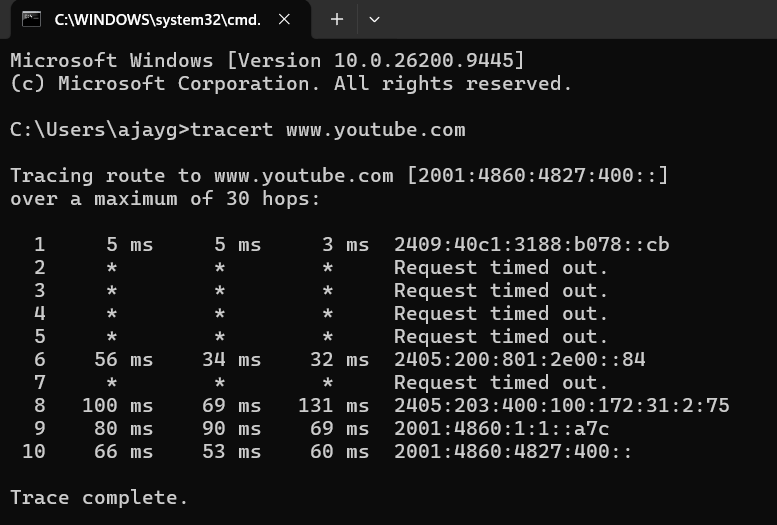 C:\WINDOWS\system32\cmd.
Microsoft Windows [Version 10.0.26200.9445]
(c) Microsoft Corporation. All rights reserved.
C:\Users\ajayg>tracert www.youtube.com
Tracing route to www.youtube.com [2001:4860:4827:400::]
over a maximum of 30 hops:
1 5 ms 5 ms 3 ms 2409:40c1:3188:b078::cb
2 * * * Request timed out.
3 * * * Request timed out.
4 * * * Request timed out.
5 * * * Request timed out.
6 56 ms 34 ms 32 ms 2405:200:801:2e00::84
7 * * * Request timed out.
8 100 ms 69 ms 131 ms 2405:203:400:100:172:31:2:75
9 80 ms 90 ms 69 ms 2001:4860:1:1::a7c
10 66 ms 53 ms 60 ms 2001:4860:4827:400::
Trace complete.